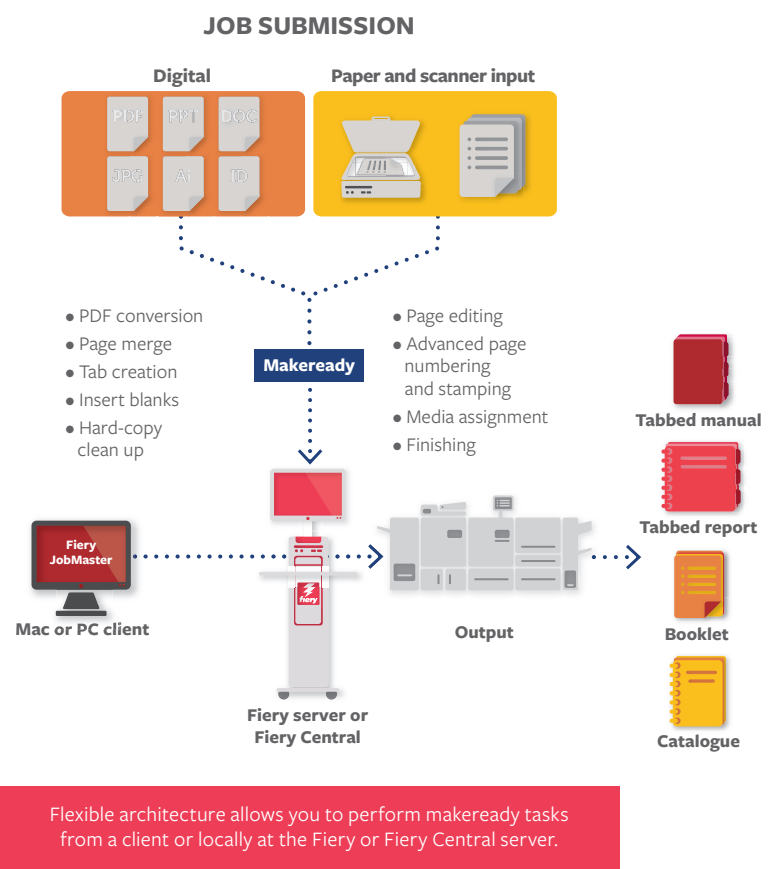 JOB SUBMISSION
Digital
Paper and scanner input
PDF
PPT
DOC
JPG
Ai
ID
• PDF conversion
• Page merge
• Tab creation
• Insert blanks
• Hard-copy
clean up
Makeready
• Page editing
• Advanced page
numbering
and stamping
• Media assignment
• Finishing
Tabbed manual
Tabbed report
Booklet
Catalogue
Fiery
JobMaster
Mac or PC client
fiery
Fiery server or
Fiery Central
Output
Flexible architecture allows you to perform makeready tasks
from a client or locally at the Fiery or Fiery Central server.